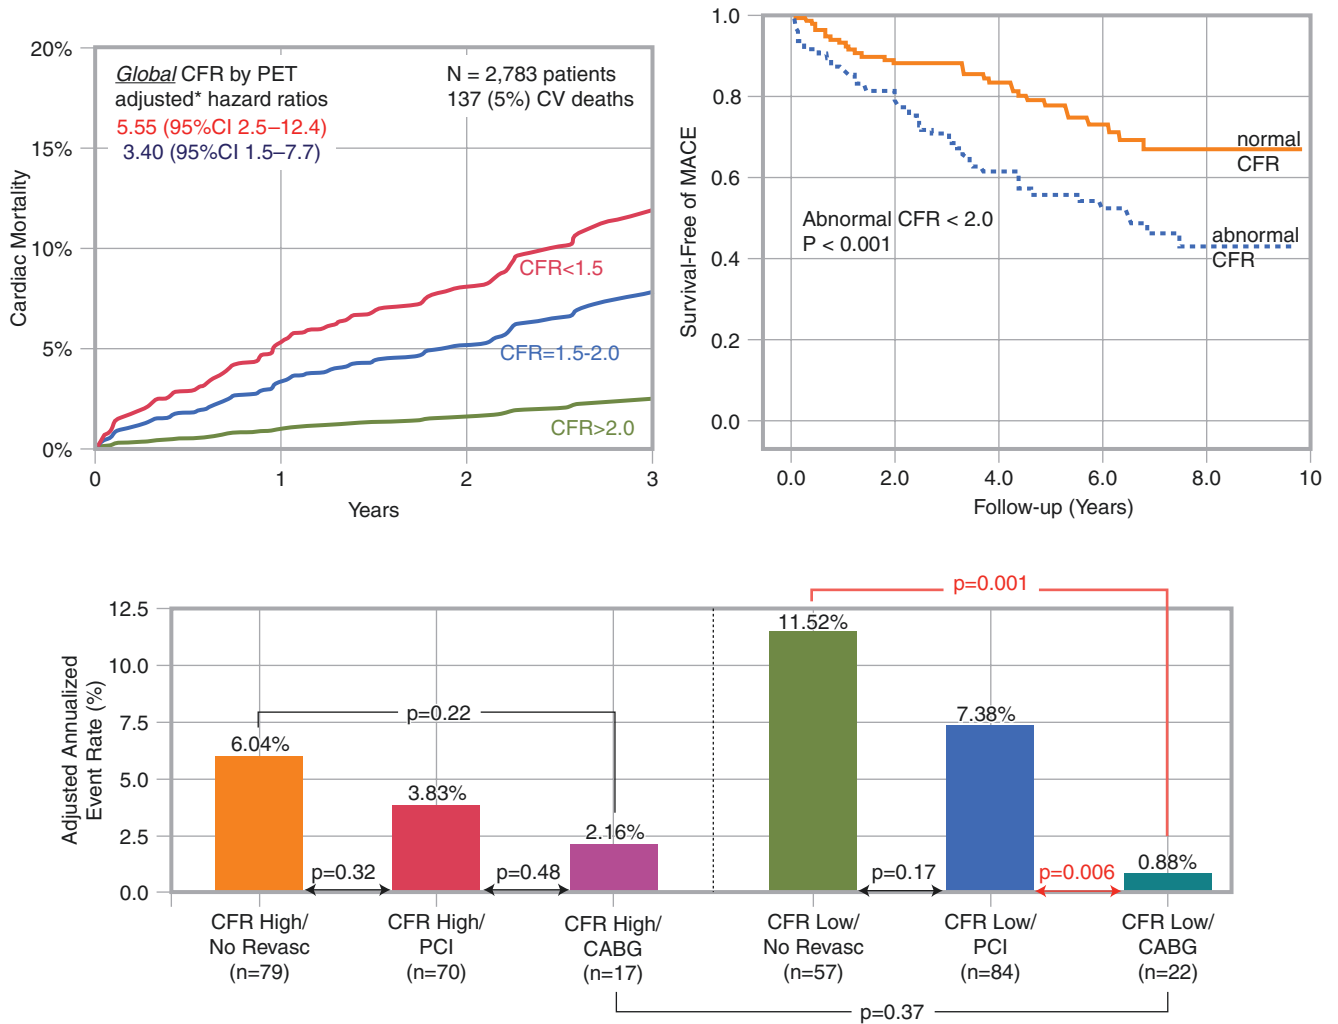 20%
15%
10%
5%
0%
Cardiac Mortality
Global CFR by PET
adjusted* hazard ratios
5.55 (95%CI 2.5–12.4)
3.40 (95%CI 1.5–7.7)
N = 2,783 patients
137 (5%) CV deaths
CFR<1.5
CFR=1.5-2.0
CFR>2.0
0 1 2 3
Years
1.0
0.8
0.6
0.4
0.2
0.0
Survival-Free of MACE
normal
CFR
Abnormal CFR < 2.0
P < 0.001
abnormal
CFR
0.0 2.0 4.0 6.0 8.0 10
Follow-up (Years)
p=0.001
12.5
10.0
7.5
5.0
2.5
0.0
Adjusted Annualized
Event Rate (%)
11.52%
p=0.22
7.38%
6.04%
3.83%
2.16%
0.88%
p=0.32
p=0.48
p=0.17
p=0.006
CFR High/
No Revasc
(n=79)
CFR High/
PCI
(n=70)
CFR High/
CABG
(n=17)
CFR Low/
No Revasc
(n=57)
CFR Low/
PCI
(n=84)
CFR Low/
CABG
(n=22)
p=0.37